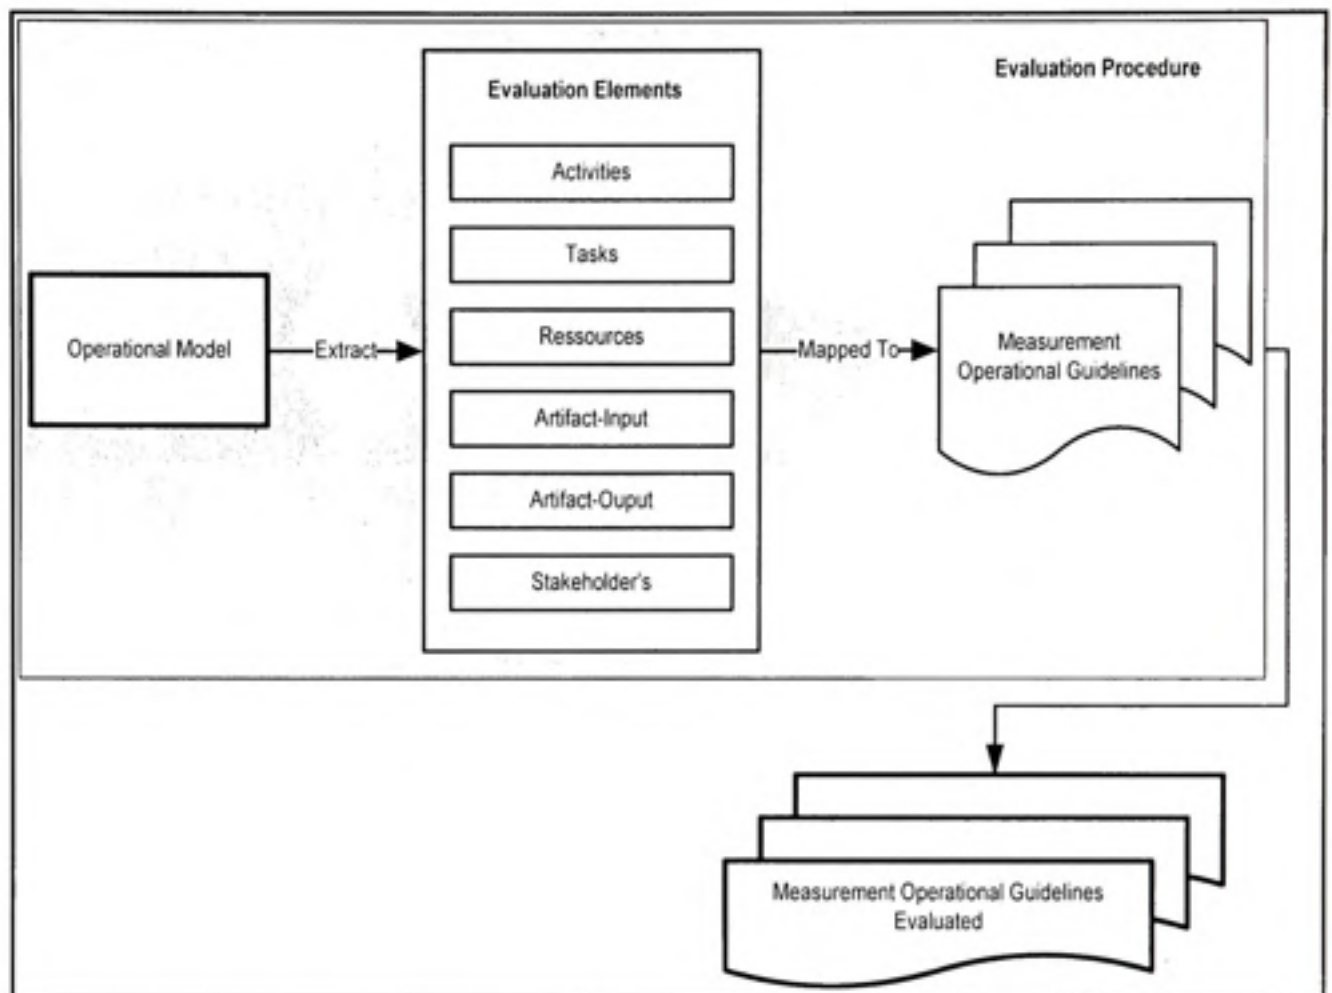 Evaluation Procedure
Evaluation Elements
Activities
Tasks
Ressources
Artifact-Input
Artifact-Ouput
Stakeholder's
Operational Model
Extract
Mapped To
Measurement
Operational Guidelines
Measurement Operational Guidelines
Evaluated